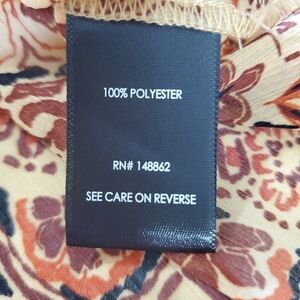 100% POLYESTER
RN# 148862
SEE CARE ON REVERSE